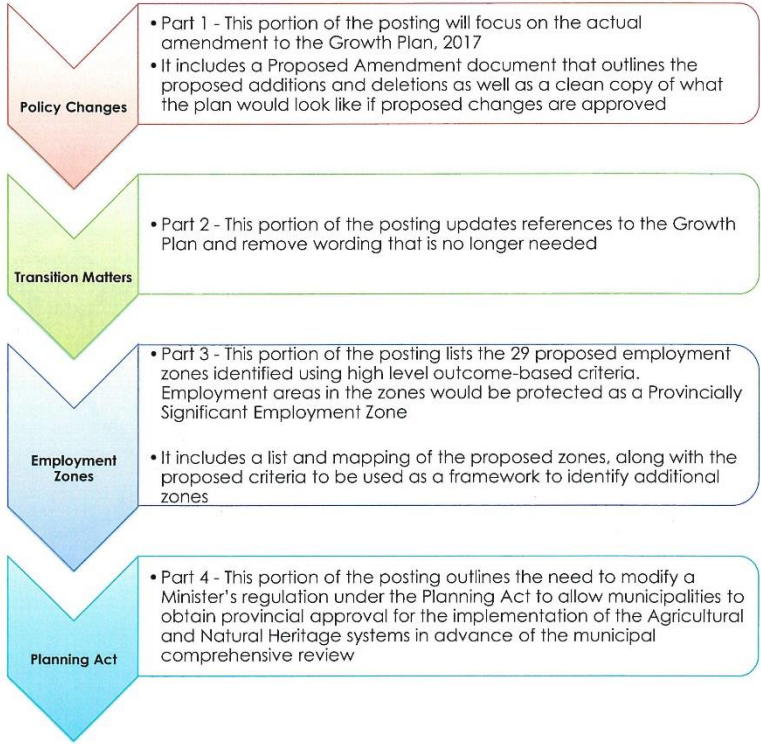 Policy Changes
• Part 1 - This portion of the posting will focus on the actual
amendment to the Growth Plan, 2017
• It includes a Proposed Amendment document that outlines the
proposed additions and deletions as well as a clean copy of what
the plan would look like if proposed changes are approved
Transition Matters
• Part 2 - This portion of the posting updates references to the Growth
Plan and remove wording that is no longer needed
Employment
Zones
• Part 3 - This portion of the posting lists the 29 proposed employment
zones identified using high level outcome-based criteria.
Employment areas in the zones would be protected as a Provincially
Significant Employment Zone
• It includes a list and mapping of the proposed zones, along with the
proposed criteria to be used as a framework to identify additional
zones
Planning Act
• Part 4 - This portion of the posting outlines the need to modify a
Minister's regulation under the Planning Act to allow municipalities to
obtain provincial approval for the implementation of the Agricultural
and Natural Heritage systems in advance of the municipal
comprehensive review